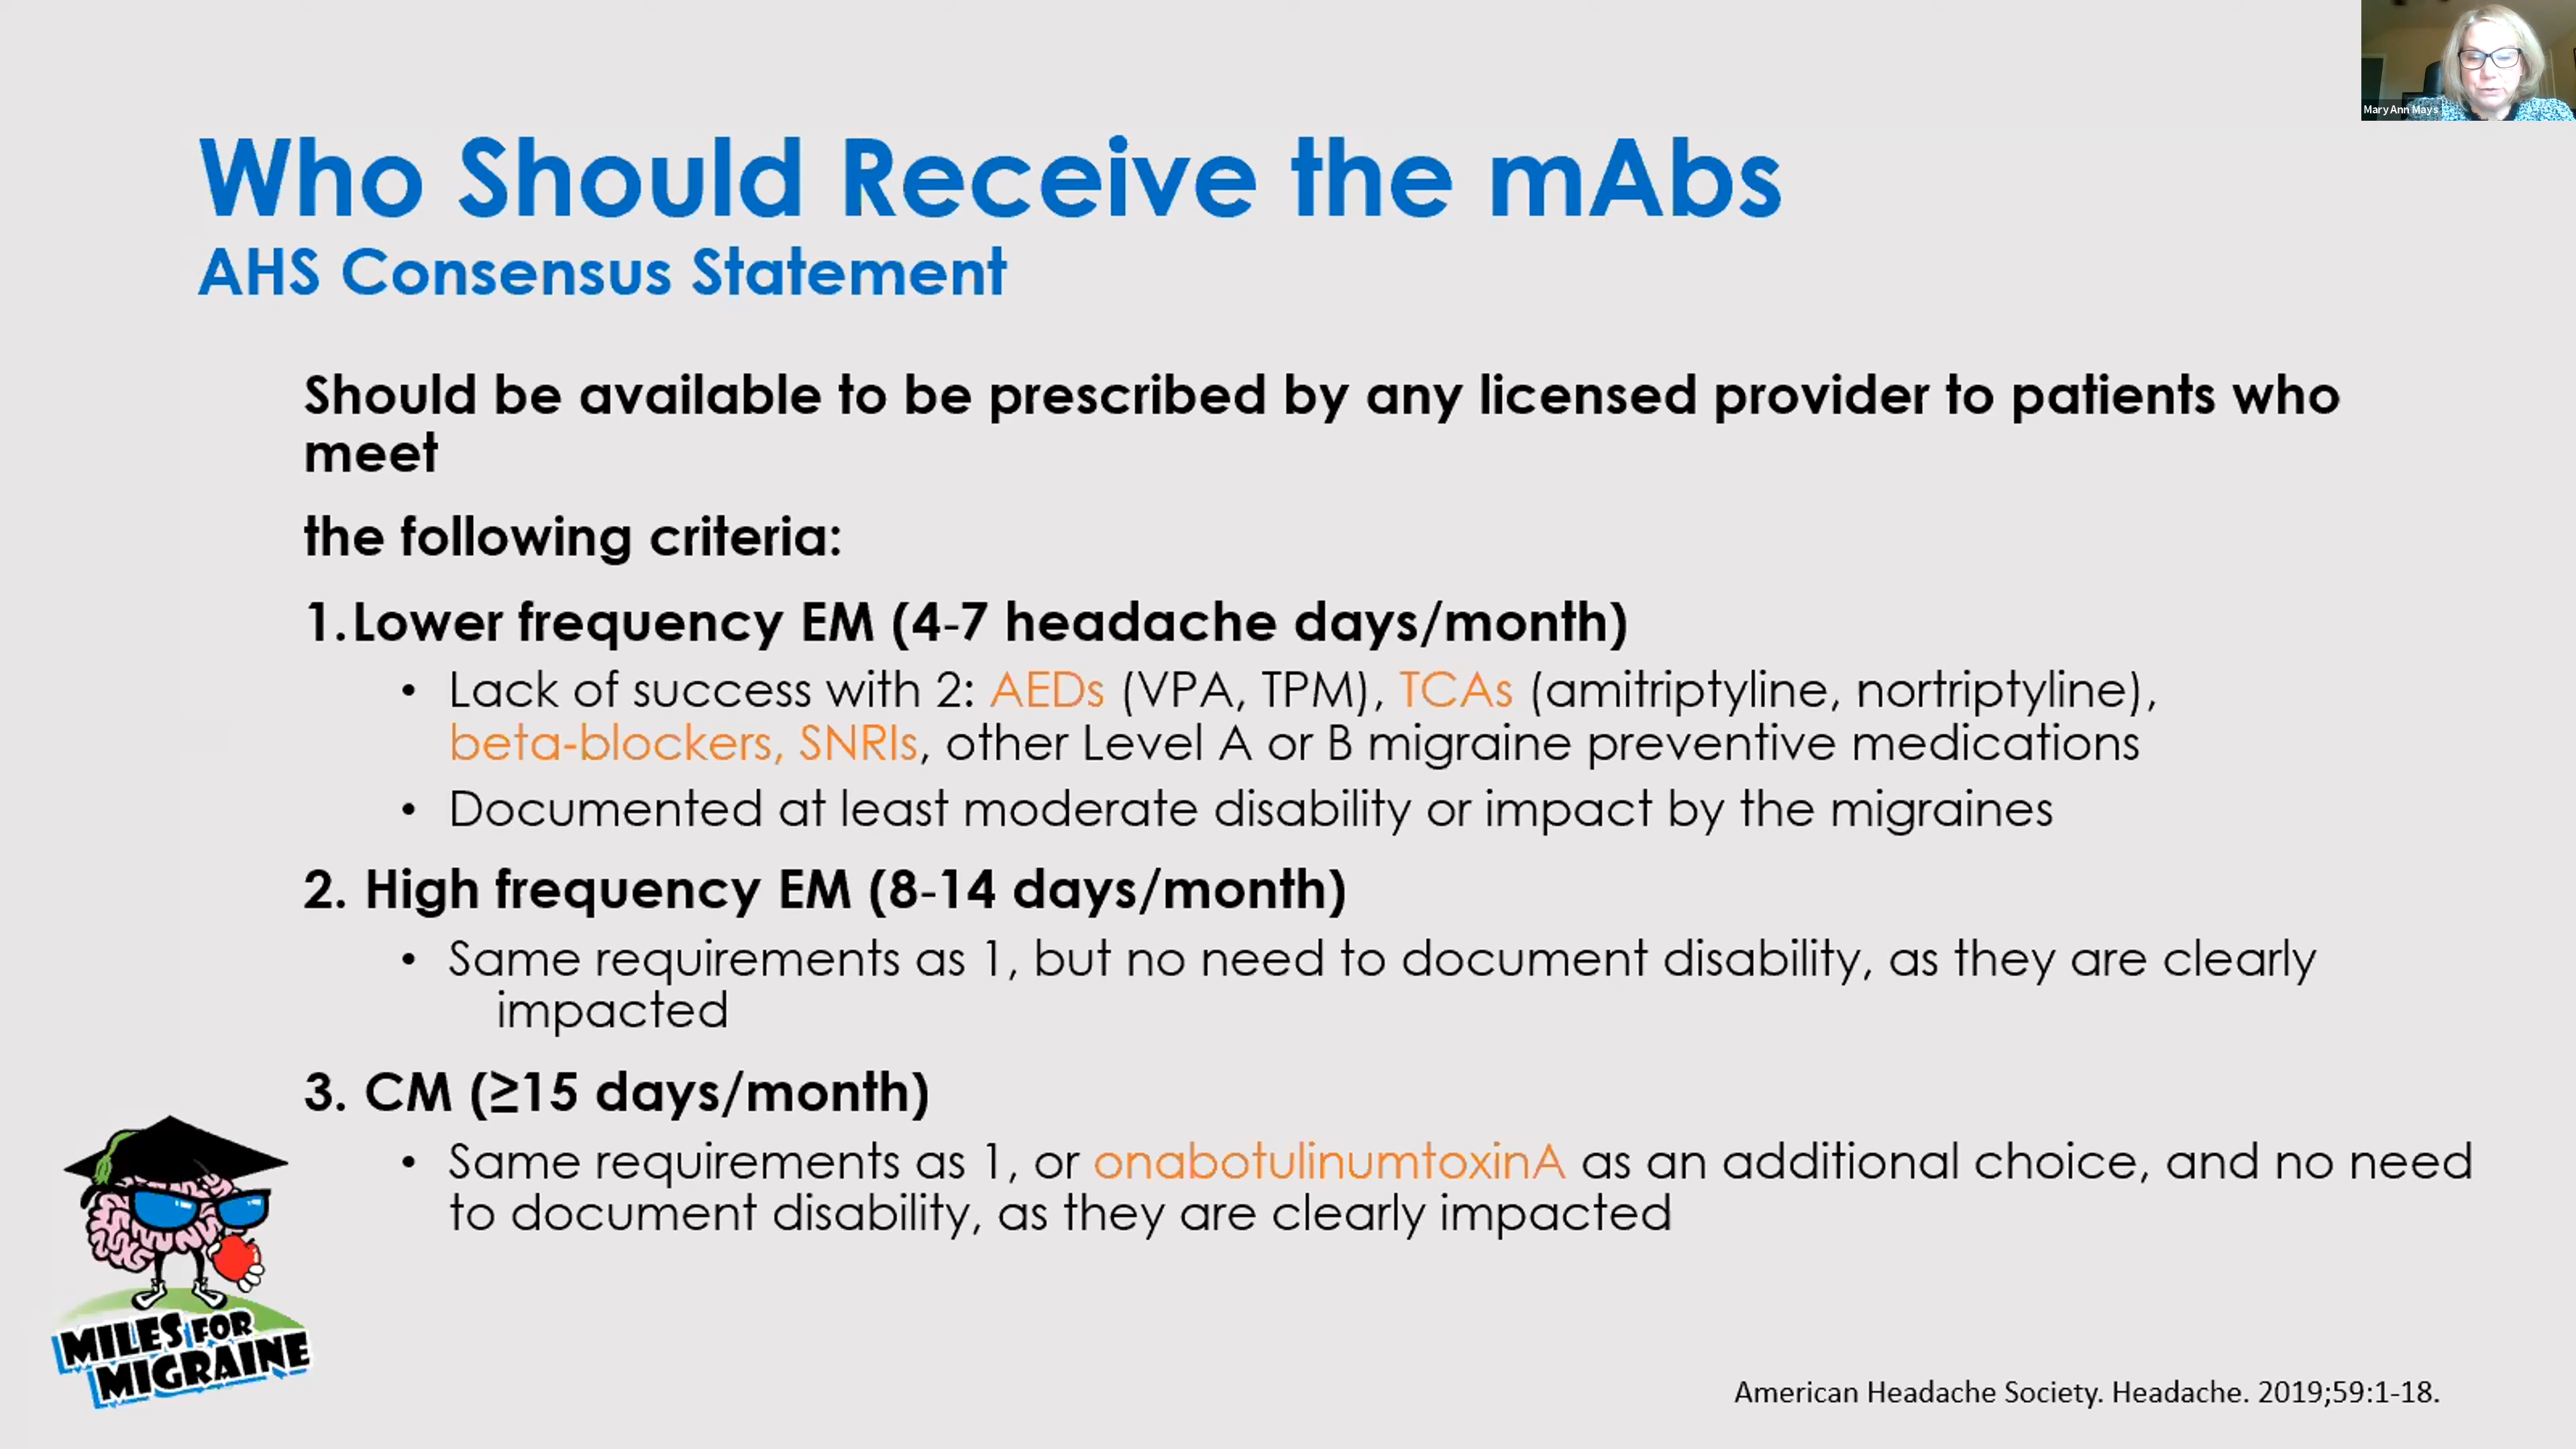 Mary Ann Mays
Who Should Receive the mAbs
AHS Consensus Statement
Should be available to be prescribed by any licensed provider to patients who
meet
the following criteria:
1. Lower frequency EM (4-7 headache days/month)
• Lack of success with 2: AEDs (VPA, TPM), TCAs (amitriptyline, nortriptyline),
beta-blockers, SNRIs, other Level A or B migraine preventive medications
• Documented at least moderate disability or impact by the migraines
2. High frequency EM (8-14 days/month)
• Same requirements as 1, but no need to document disability, as they are clearly
impacted
3. CM (≥15 days/month)
• Same requirements as 1, or onabotulinumtoxinA as an additional choice, and no need
to document disability, as they are clearly impacted
MILES FOR
MIGRAINE
American Headache Society. Headache. 2019;59:1-18.